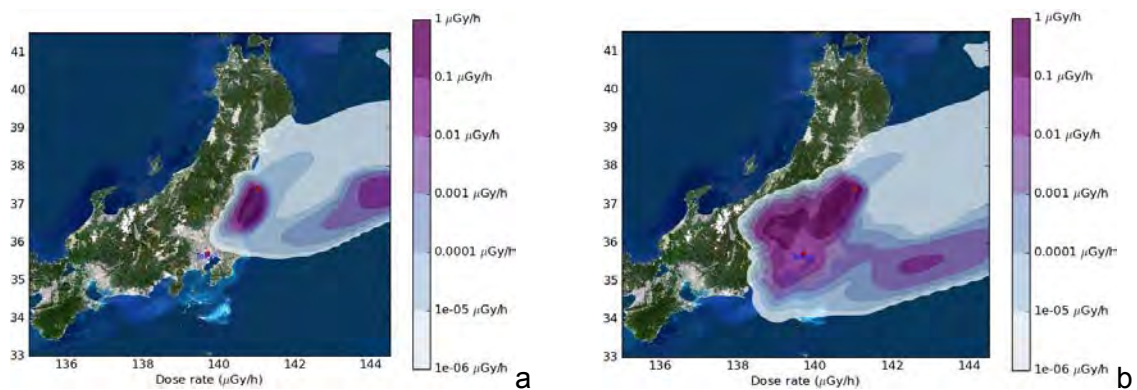 1 μGy/h
0.1 μGy/h
0.01 μGy/h
0.001 μGy/h
0.0001 μGy/h
1e-05 μGy/h
1e-06 μGy/h
41
40
39
38
37
36
35
34
33
136
138
140
142
144
Dose rate (μGy/h)
a
1 μGy/h
0.1 μGy/h
0.01 μGy/h
0.001 μGy/h
0.0001 μGy/h
1e-05 μGy/h
1e-06 μGy/h
41
40
39
38
37
36
35
34
33
136
138
140
142
144
Dose rate (μGy/h)
b